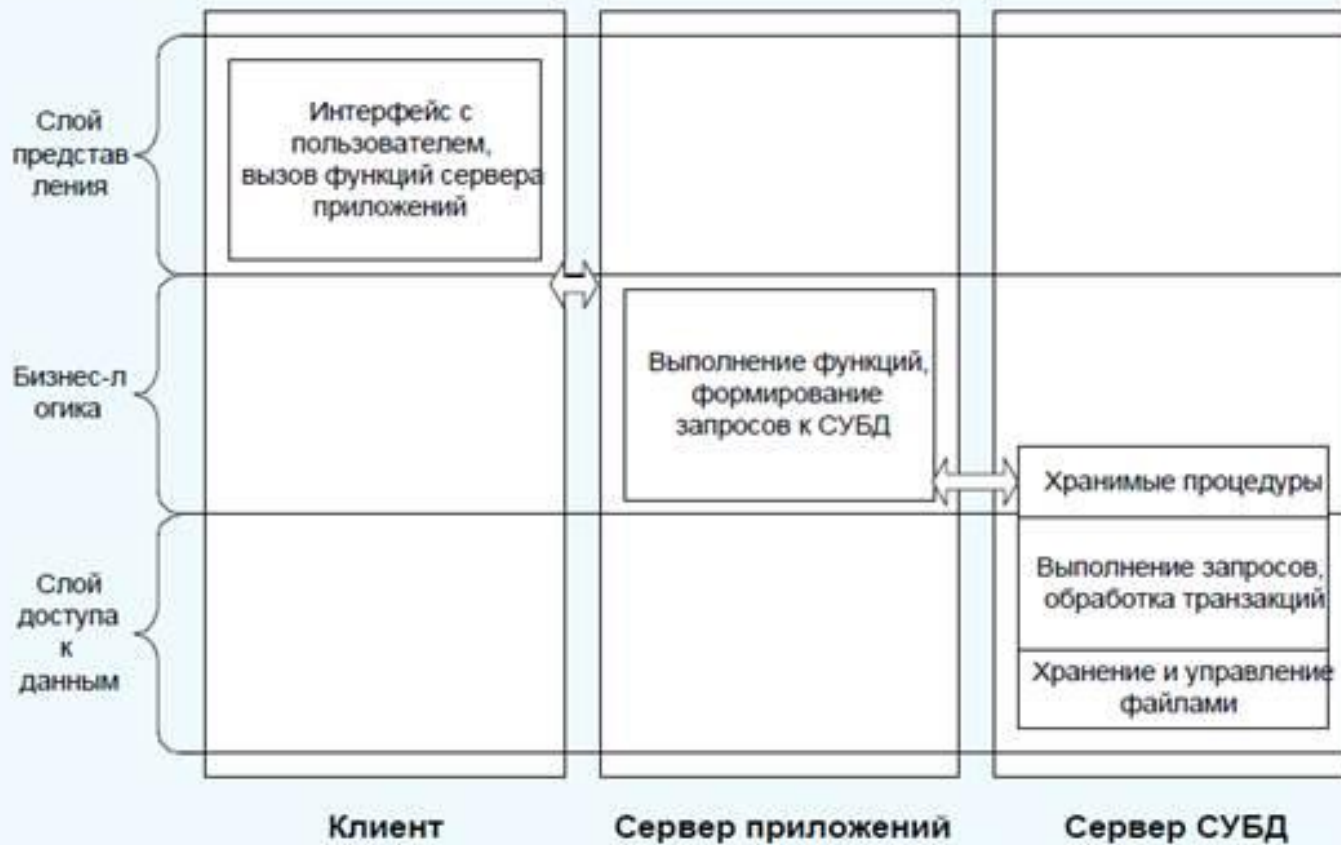 Слой
представ
ления
Интерфейс с
пользователем,
вызов функций сервера
приложений
Бизнес-л
огика
Выполнение функций,
формирование
запросов к СУБД
Хранимые процедуры
Слой
доступа
к
данным
Выполнение запросов,
обработка транзакций
Хранение и управление
файлами
Клиент
Сервер приложений
Сервер СУБД